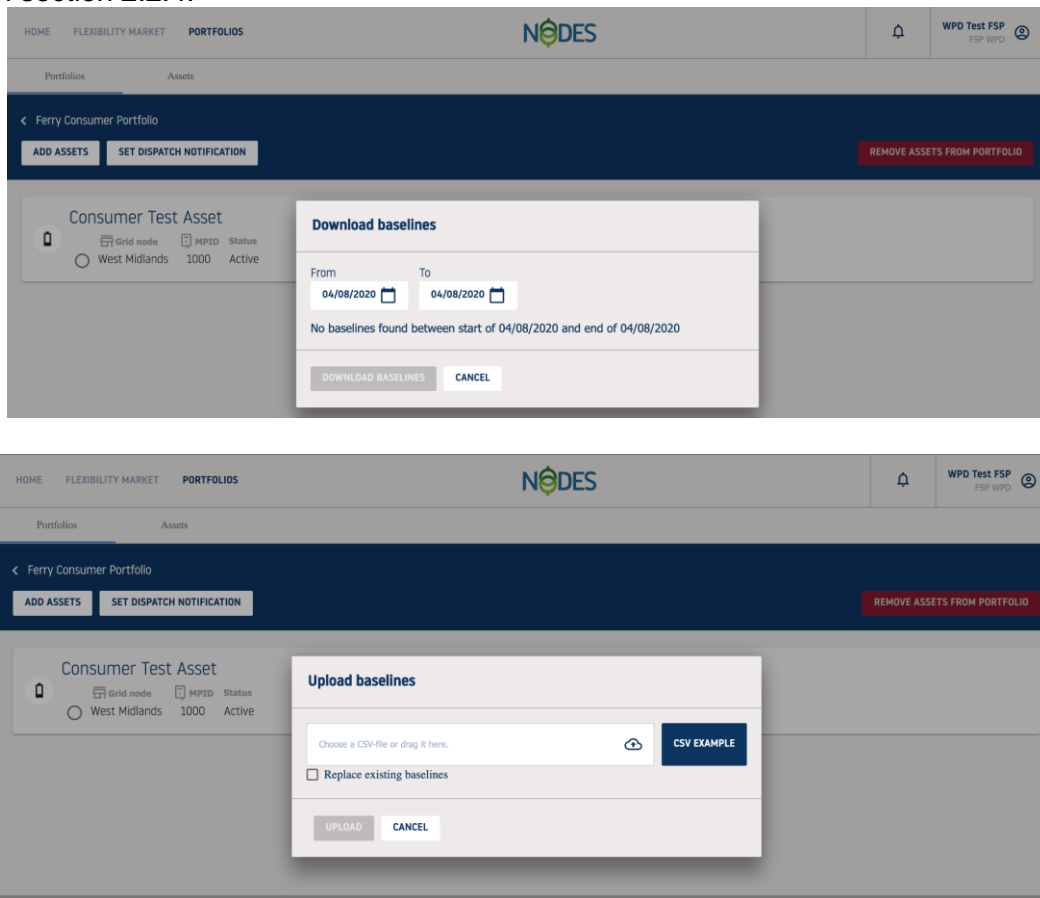 HOME FLEXIBILITY MARKET PORTFOLIOS NODES WPD Test FSP
FSP WPD
Portfolios Assets
Ferry Consumer Portfolio
ADD ASSETS SET DISPATCH NOTIFICATION REMOVE ASSETS FROM PORTFOLIO
Consumer Test Asset
Grid node MPID Status
West Midlands 1000 Active
Download baselines
From To
04/08/2020 04/08/2020
No baselines found between start of 04/08/2020 and end of 04/08/2020
DOWNLOAD BASELINES CANCEL
HOME FLEXIBILITY MARKET PORTFOLIOS NODES WPD Test FSP
FSP WPD
Portfolios Assets
Ferry Consumer Portfolio
ADD ASSETS SET DISPATCH NOTIFICATION REMOVE ASSETS FROM PORTFOLIO
Consumer Test Asset
Grid node MPID Status
West Midlands 1000 Active
Upload baselines
Choose a CSV-file or drag it here. CSV EXAMPLE
Replace existing baselines
UPLOAD CANCEL